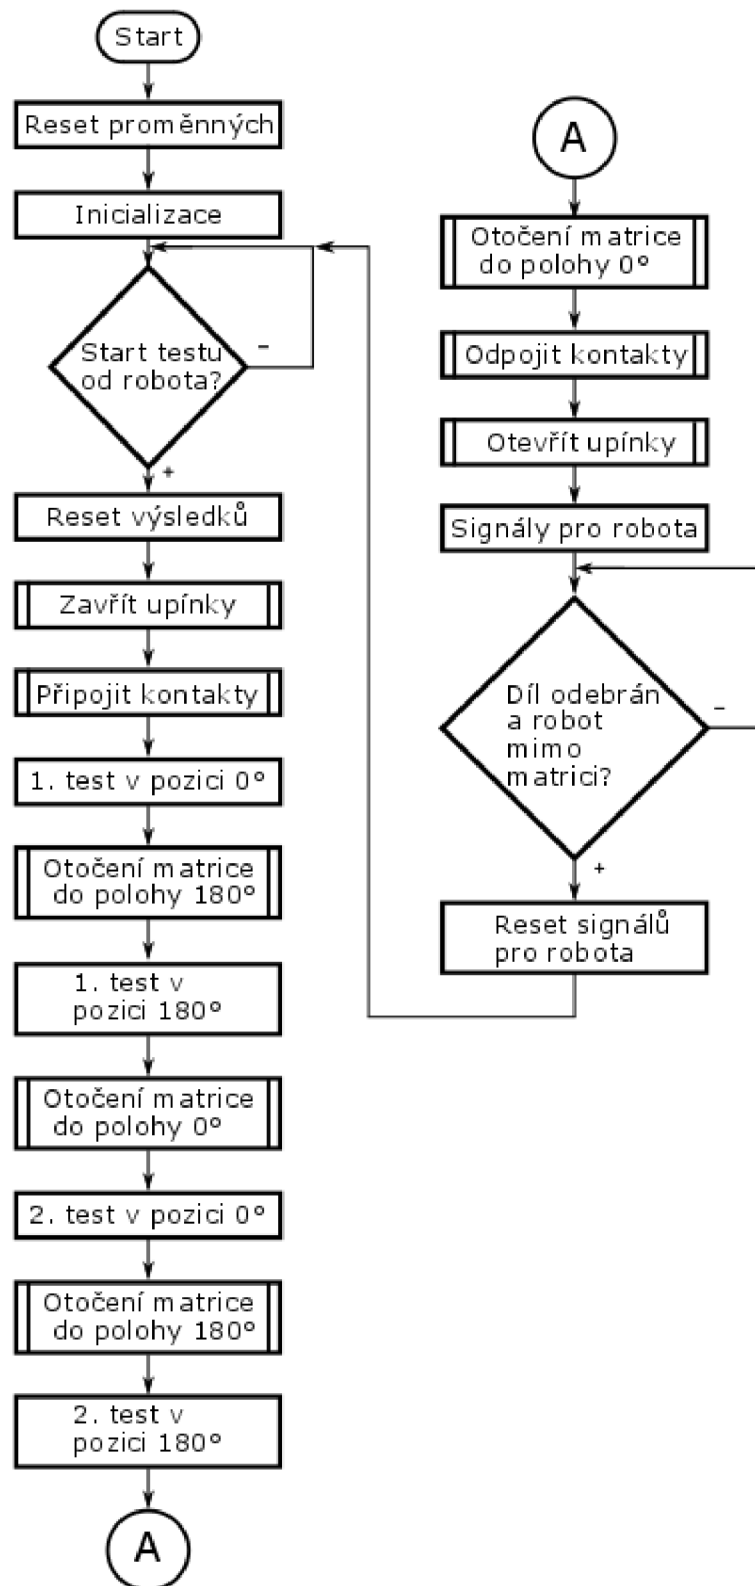 Start
Reset proměnných
Inicializace
Start testu
od robota?
-
+
Reset výsledků
Zavřít upínky
Připojit kontakty
1. test v pozici 0°
Otočení matrice
do polohy 180°
1. test v
pozici 180°
Otočení matrice
do polohy 0°
2. test v pozici 0°
Otočení matrice
do polohy 180°
2. test v
pozici 180°
A
A
Otočení matrice
do polohy 0°
Odpojit kontakty
Otevřít upínky
Signály pro robota
Díl odebrán
a robot
mimo
matrici?
-
+
Reset signálů
pro robota